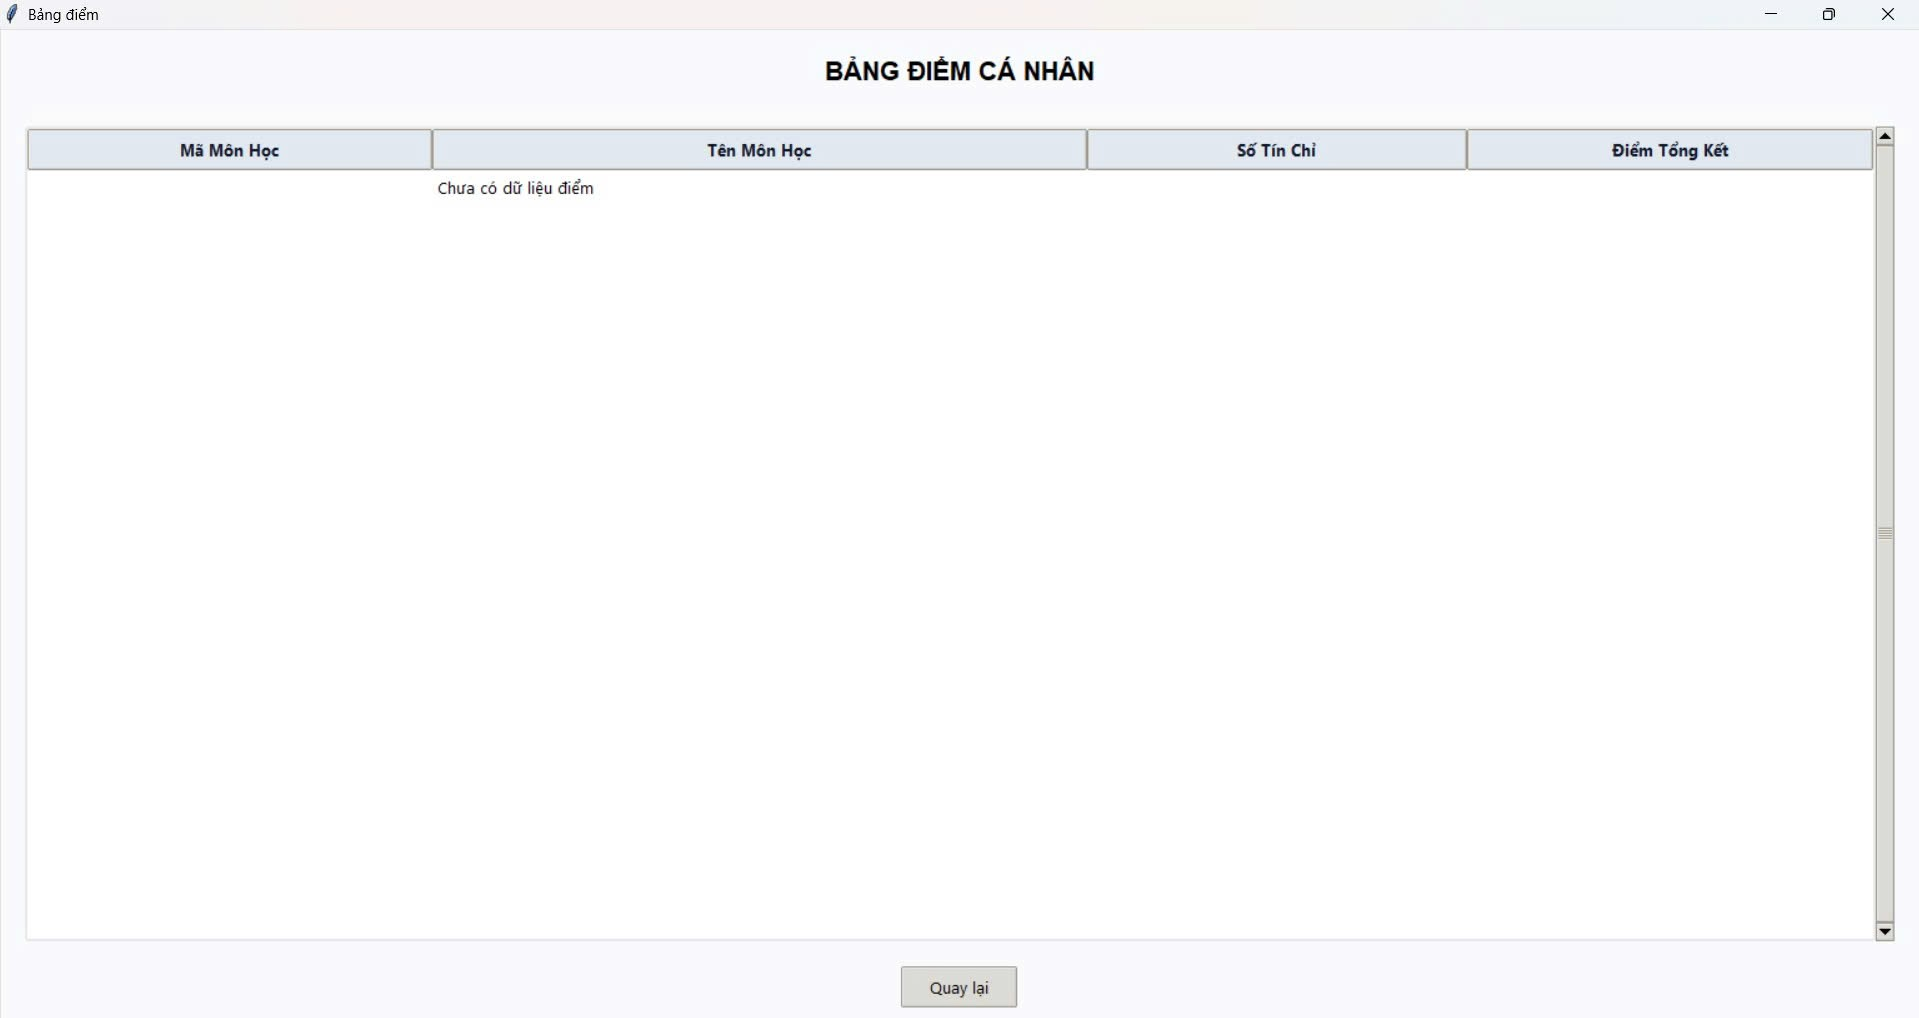 Bảng điểm
BẢNG ĐIỂM CÁ NHÂN
Mã Môn Học Tên Môn Học Số Tín Chỉ Điểm Tổng Kết
Chưa có dữ liệu điểm
Quay lại